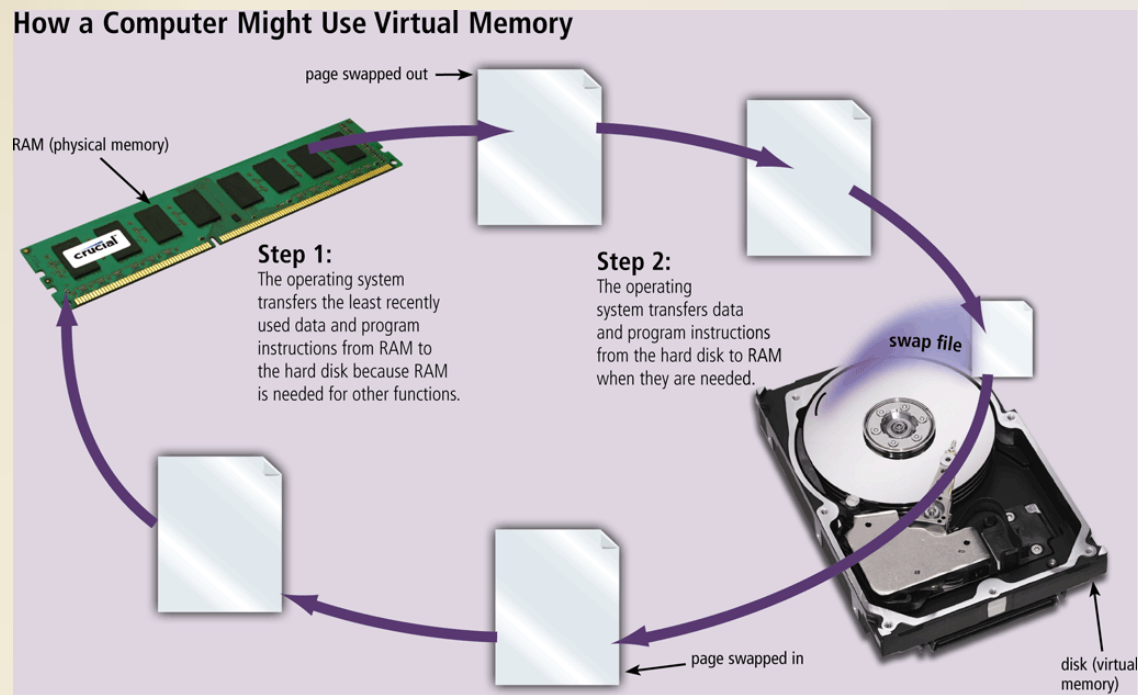 How a Computer Might Use Virtual Memory
page swapped out
RAM (physical memory)
crucial
Step 1:
The operating system
transfers the least recently
used data and program
instructions from RAM to
the hard disk because RAM
is needed for other functions.
Step 2:
The operating
system transfers data
and program instructions
from the hard disk to RAM
when they are needed.
swap file
page swapped in
disk (virtual
memory)